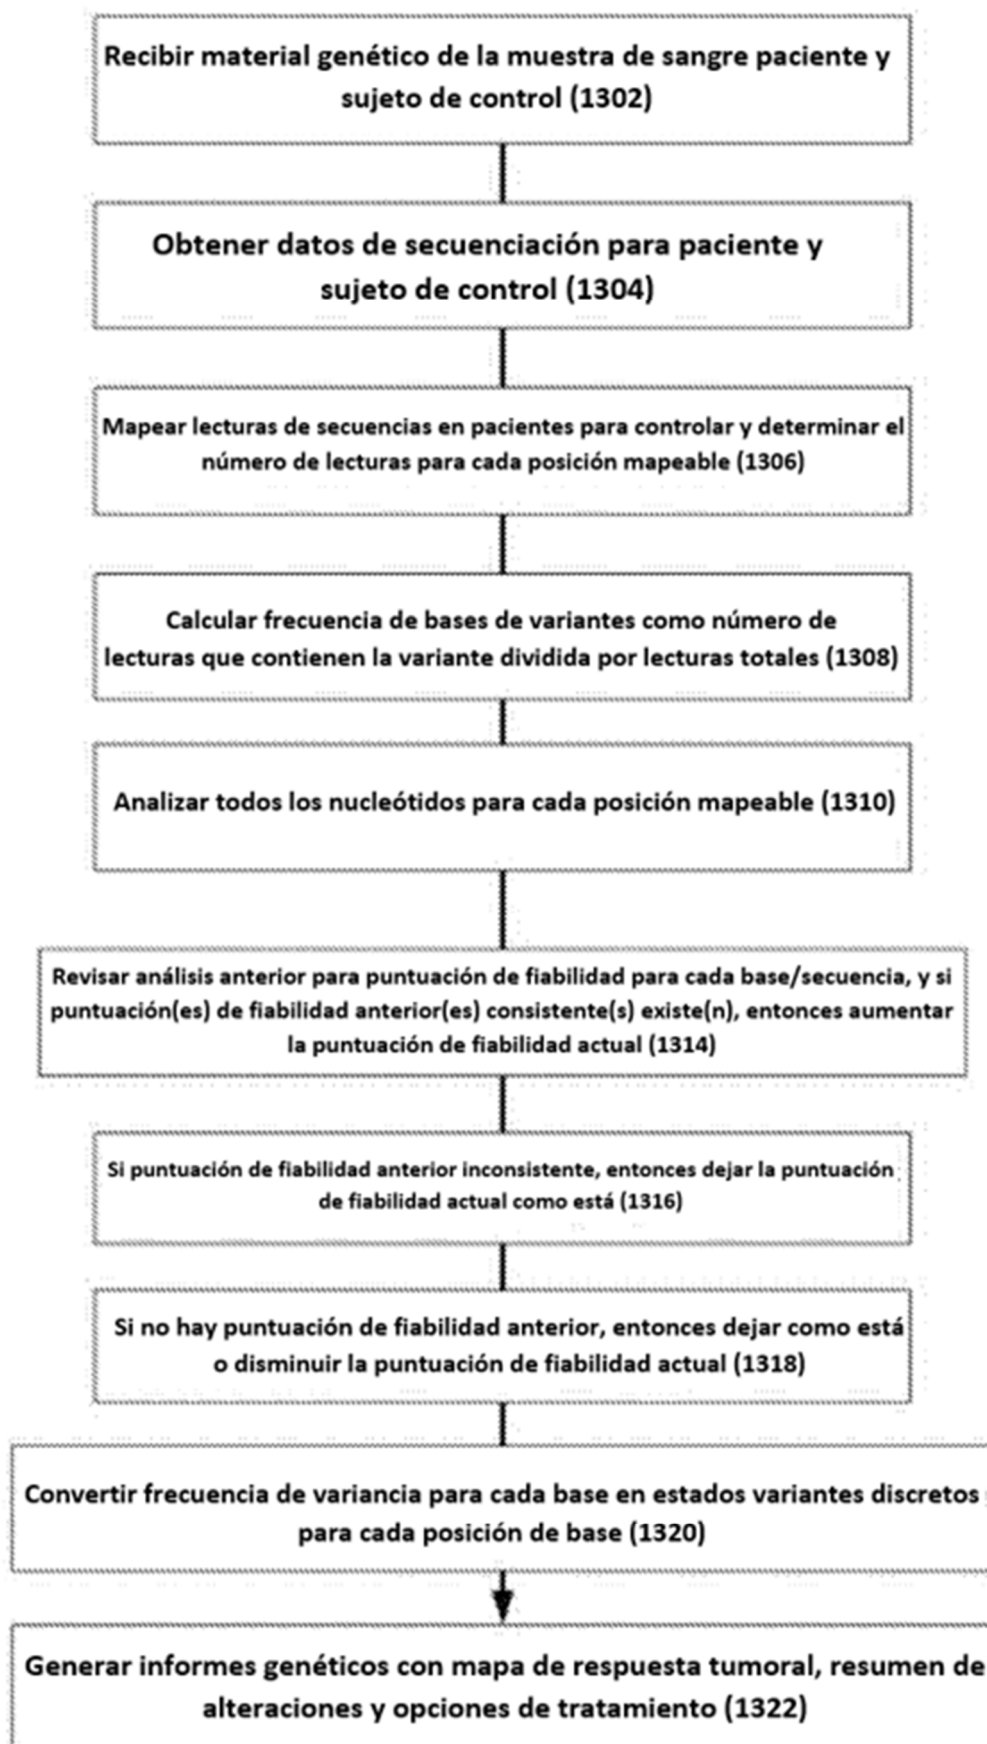 Recibir material genético de la muestra de sangre paciente y
sujeto de control (1302)
Obtener datos de secuenciación para paciente y
sujeto de control (1304)
Mapear lecturas de secuencias en pacientes para controlar y determinar el
número de lecturas para cada posición mapeable (1306)
Calcular frecuencia de bases de variantes como número de
lecturas que contienen la variante dividida por lecturas totales (1308)
Analizar todos los nucleótidos para cada posición mapeable (1310)
Revisar análisis anterior para puntuación de fiabilidad para cada base/secuencia, y si
puntuación(es) de fiabilidad anterior(es) consistente(s) existe(n), entonces aumentar
la puntuación de fiabilidad actual (1314)
Si puntuación de fiabilidad anterior inconsistente, entonces dejar la puntuación
de fiabilidad actual como está (1316)
Si no hay puntuación de fiabilidad anterior, entonces dejar como está
o disminuir la puntuación de fiabilidad actual (1318)
Convertir frecuencia de variancia para cada base en estados variantes discretos
para cada posición de base (1320)
Generar informes genéticos con mapa de respuesta tumoral, resumen de
alteraciones y opciones de tratamiento (1322)